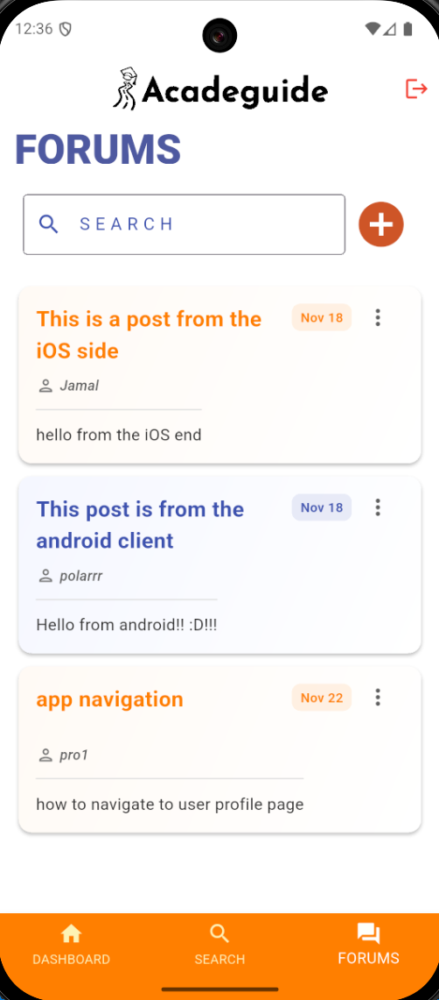 12:36
Acadeguide
FORUMS
SEARCH
This is a post from the
iOS side
Nov 18
Jamal
hello from the iOS end
This post is from the
android client
Nov 18
polarrr
Hello from android!! :D!!!
app navigation
Nov 22
pro1
how to navigate to user profile page
DASHBOARD
SEARCH
FORUMS